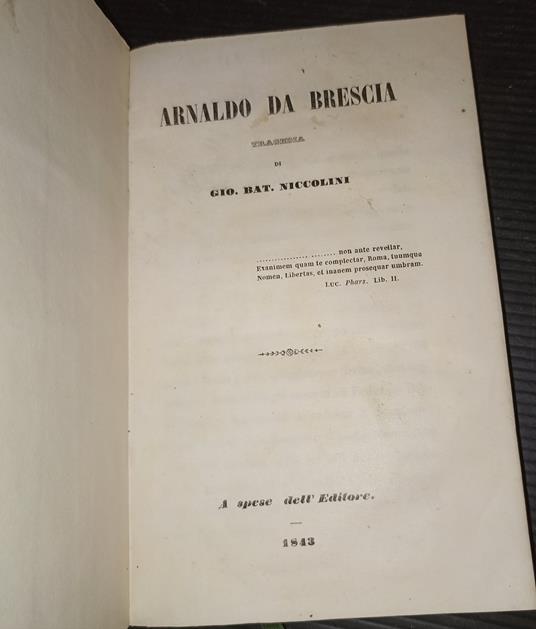 ARNALDO DA BRESCIA
TRAGEDIA
DI
GIO. BAT. NICCOLINI
................ ........ non ante revellar,
Exanimem quam te complectar, Roma, tuumque
Nomen, Libertas, et inanem prosequar umbram.
LUC. Phars. Lib. II.
A spese dell' Editore.
1843